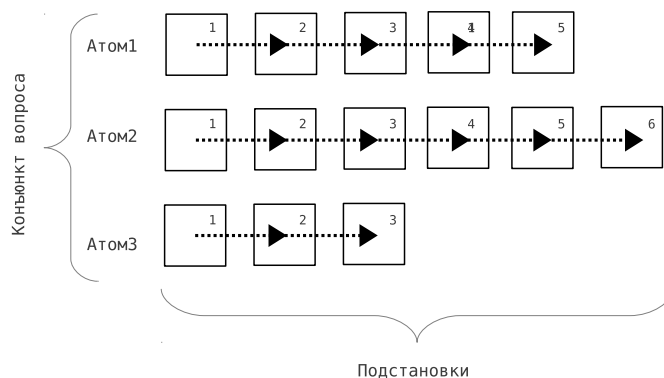 Конъюнкт вопроса
Атом1
1 2 3 4 5
Атом2
1 2 3 4 5 6
Атом3
1 2 3
Подстановки